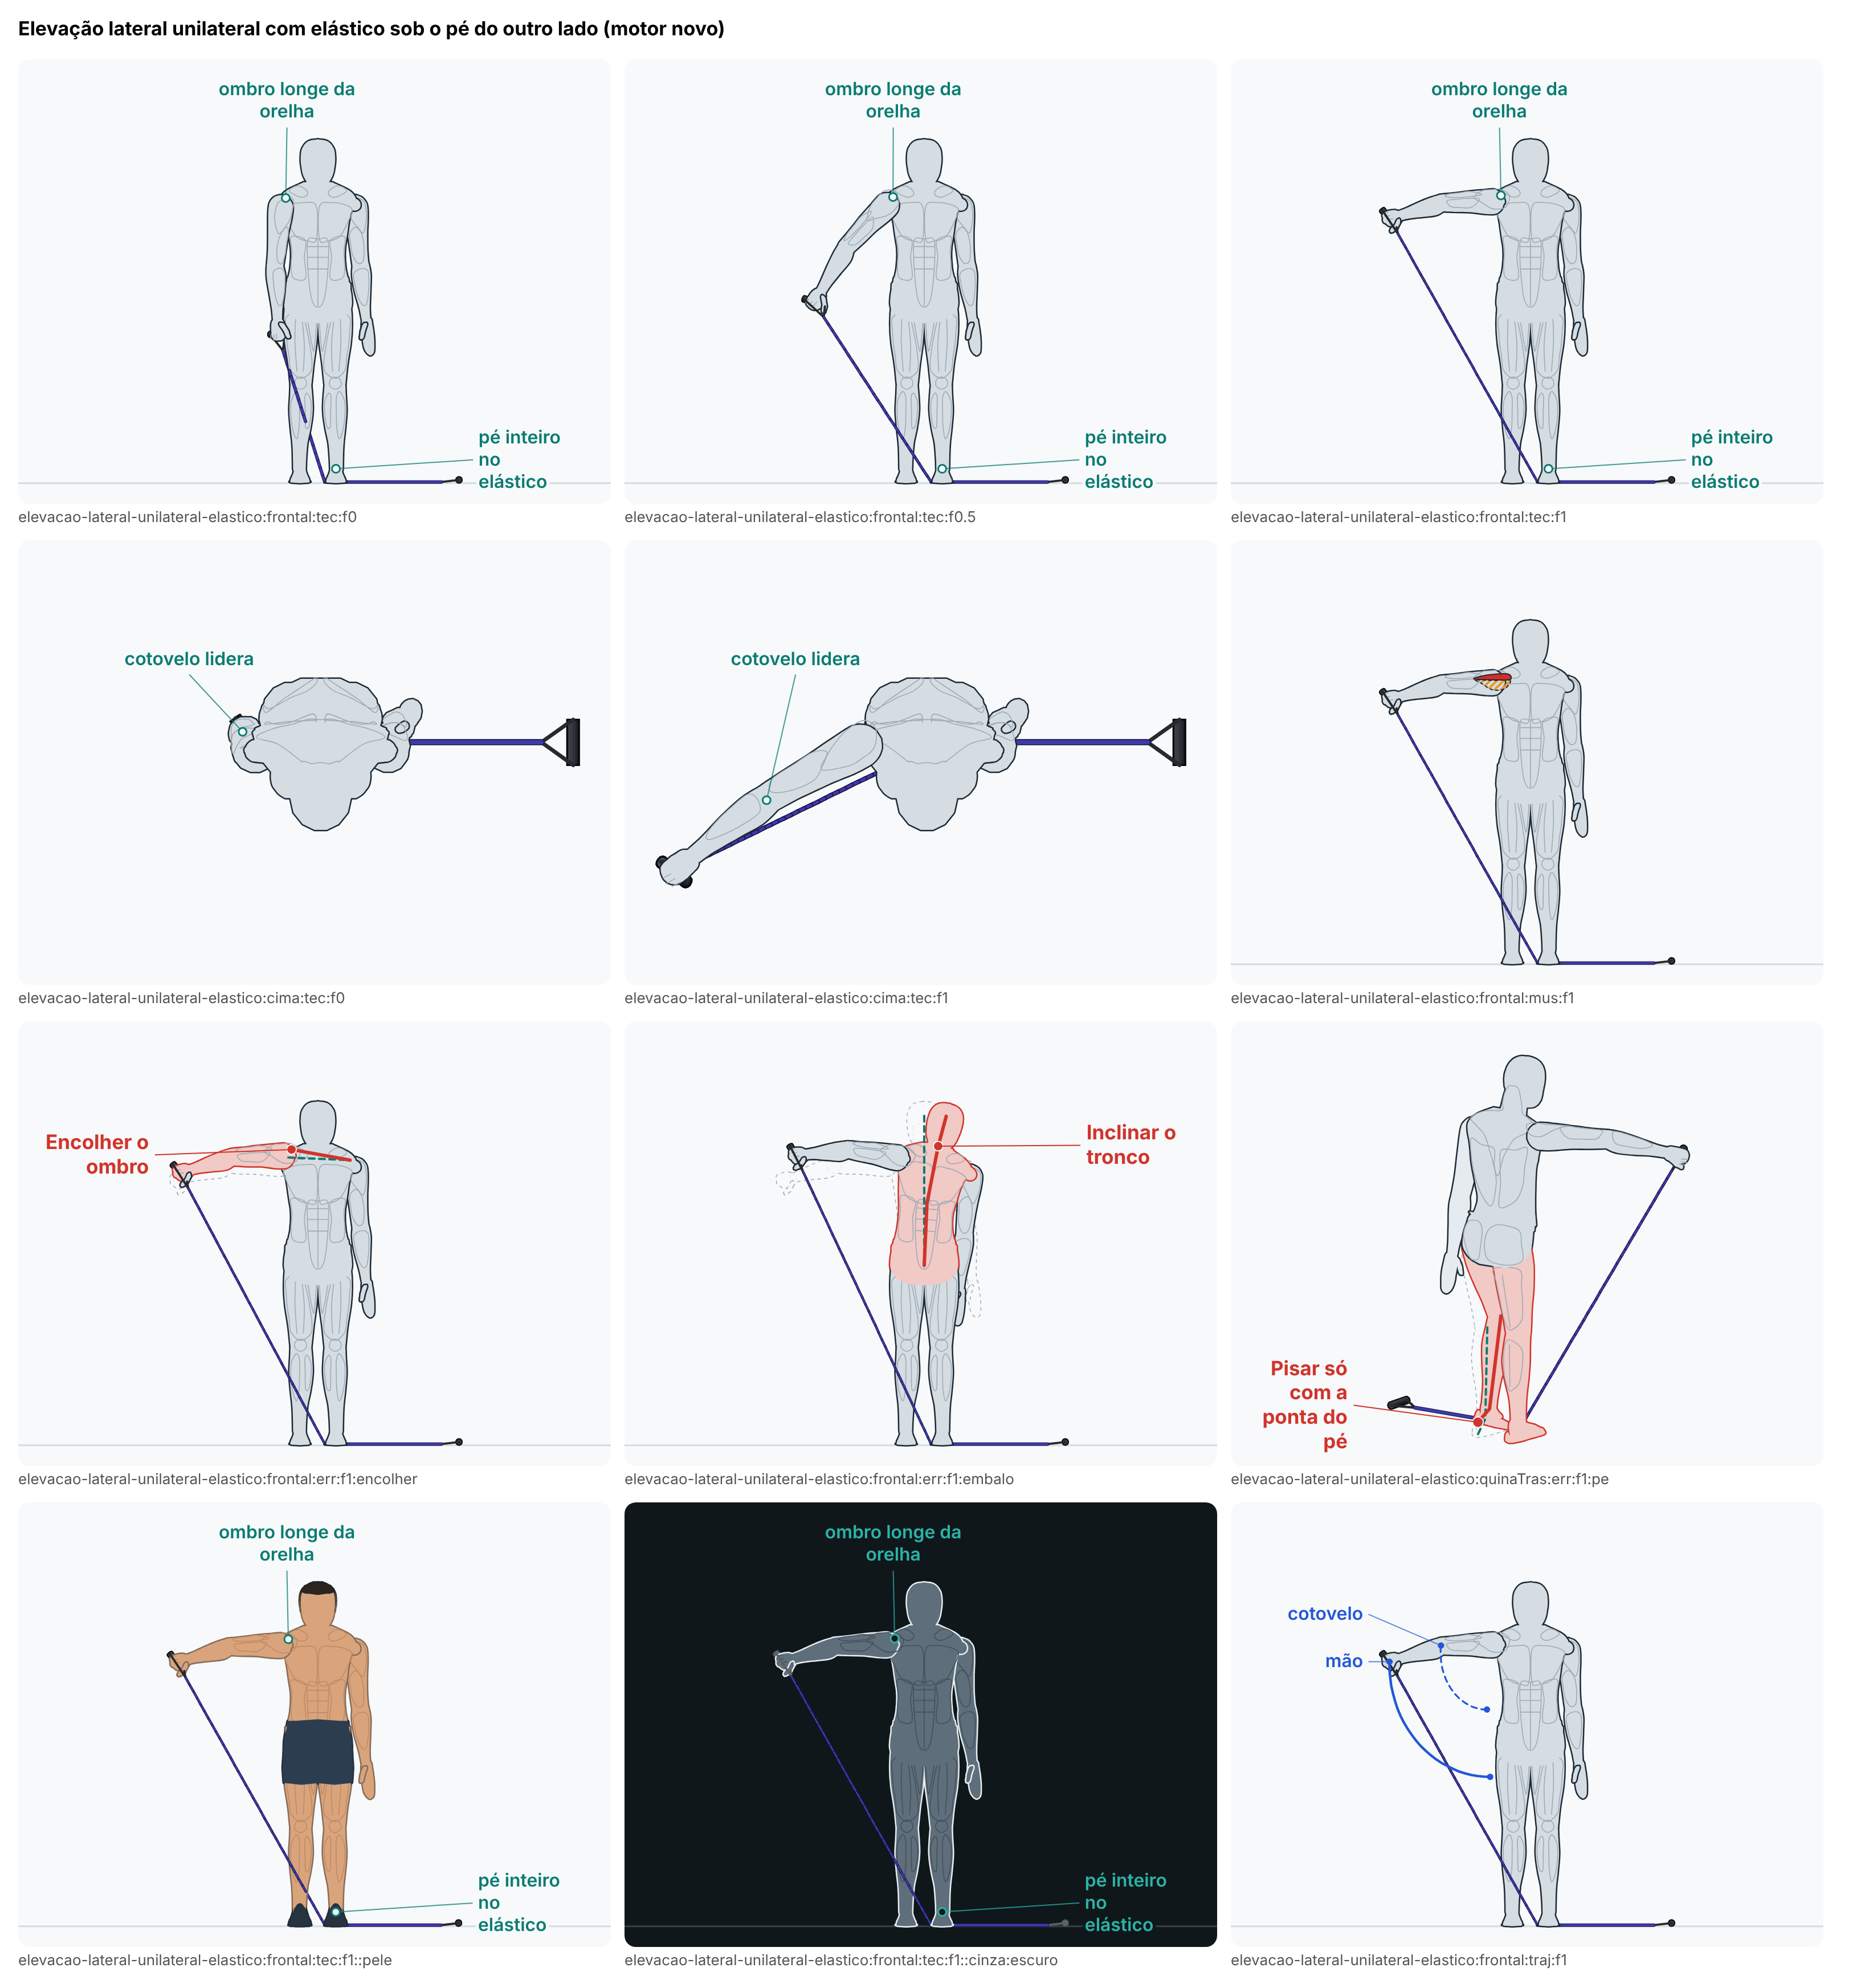 Elevação lateral unilateral com elástico sob o pé do outro lado (motor novo)
ombro longe da
orelha
pé inteiro
no
elástico
elevacao-lateral-unilateral-elastico:frontal:tec:f0
ombro longe da
orelha
pé inteiro
no
elástico
elevacao-lateral-unilateral-elastico:frontal:tec:f0.5
ombro longe da
orelha
pé inteiro
no
elástico
elevacao-lateral-unilateral-elastico:frontal:tec:f1
cotovelo lidera
elevacao-lateral-unilateral-elastico:cima:tec:f0
cotovelo lidera
elevacao-lateral-unilateral-elastico:cima:tec:f1
elevacao-lateral-unilateral-elastico:frontal:mus:f1
Encolher o
ombro
elevacao-lateral-unilateral-elastico:frontal:err:f1:encolher
Inclinar o
tronco
elevacao-lateral-unilateral-elastico:frontal:err:f1:embalo
Pisar só
com a
ponta do
pé
elevacao-lateral-unilateral-elastico:quinaTras:err:f1:pe
ombro longe da
orelha
pé inteiro
no
elástico
elevacao-lateral-unilateral-elastico:frontal:tec:f1::pele
ombro longe da
orelha
pé inteiro
no
elástico
elevacao-lateral-unilateral-elastico:frontal:tec:f1::cinza:escuro
cotovelo
mão
elevacao-lateral-unilateral-elastico:frontal:traj:f1